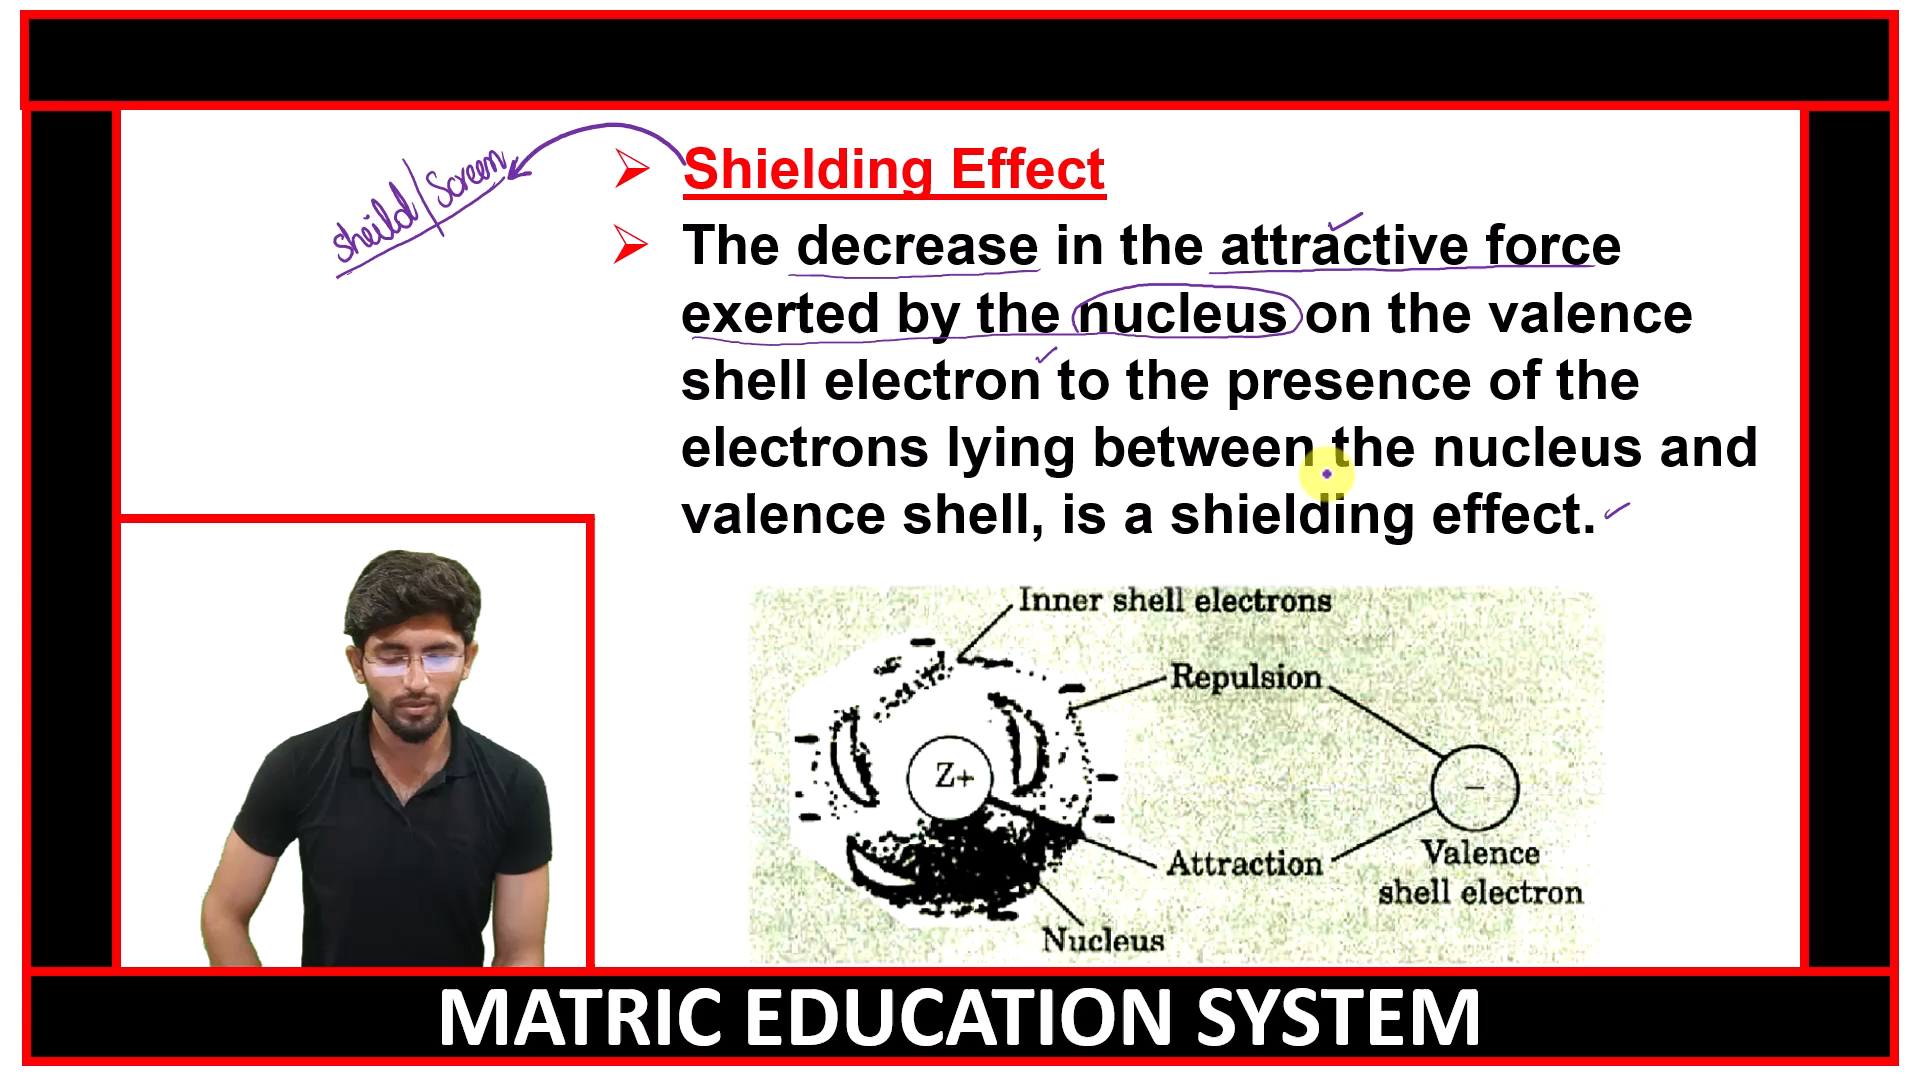 sheild/Screen
Shielding Effect
The decrease in the attractive force
exerted by the nucleus on the valence
shell electron to the presence of the
electrons lying between the nucleus and
valence shell, is a shielding effect.
Inner shell electrons
Repulsion
Z+
−
Attraction
Valence
shell electron
Nucleus
MATRIC EDUCATION SYSTEM